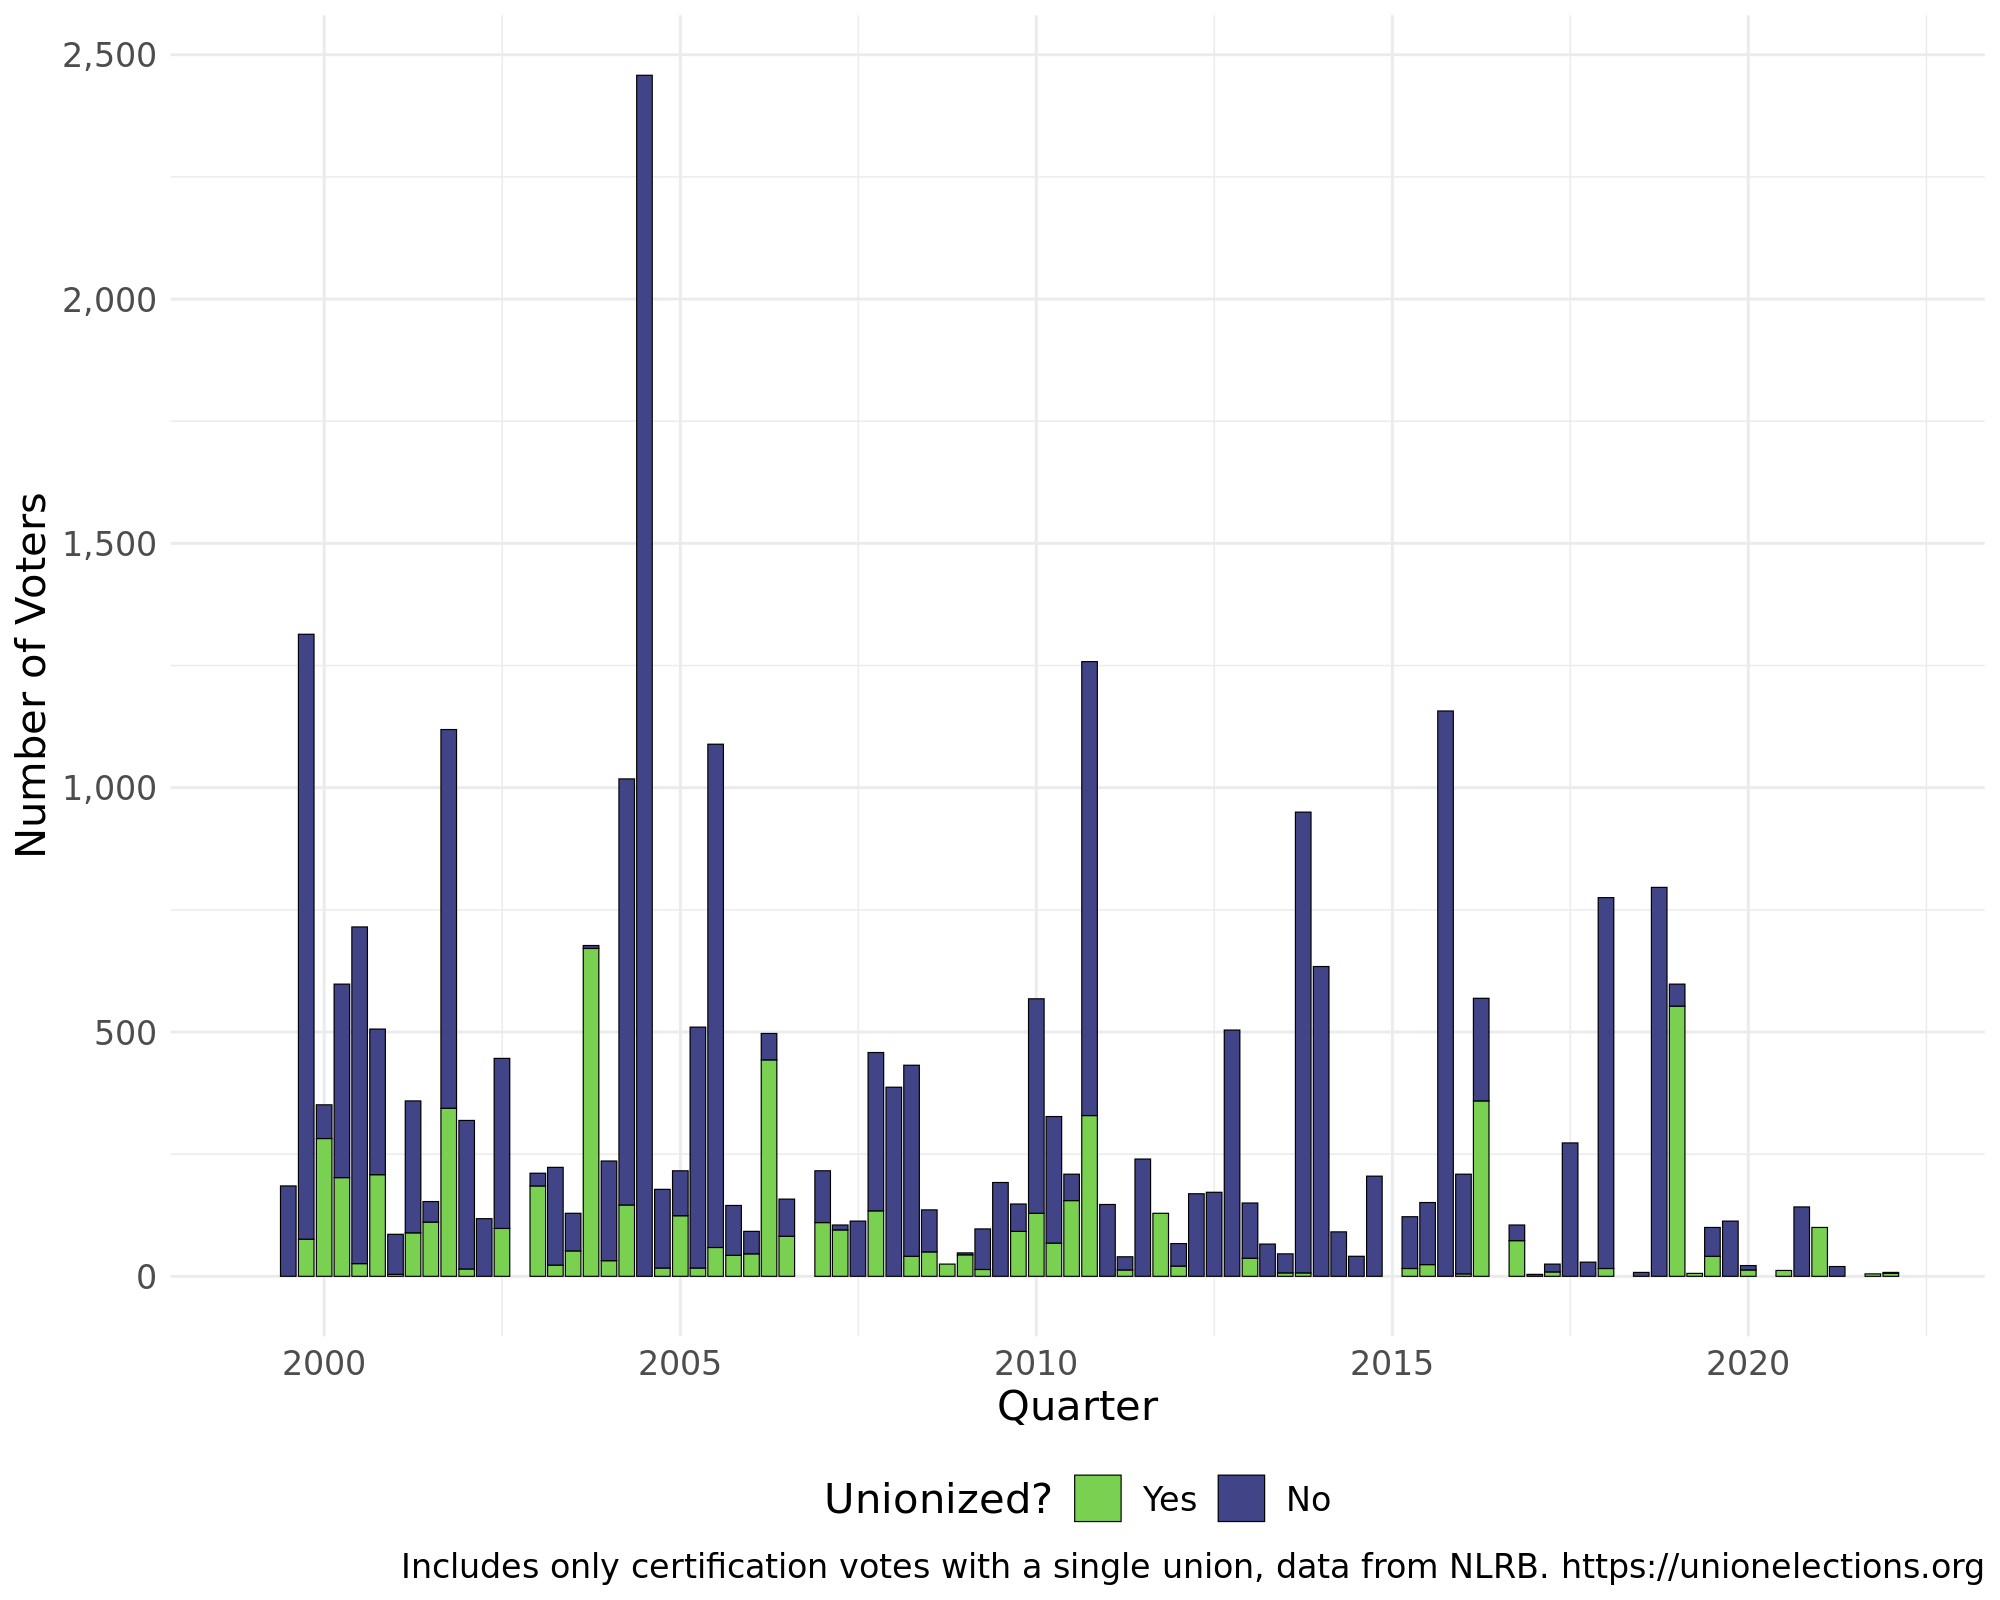 2,500
2,000
1,500
1,000
500
0
Number of Voters
2000 2005 2010 2015 2020
Quarter
Unionized? Yes No
Includes only certification votes with a single union, data from NLRB. https://unionelections.org